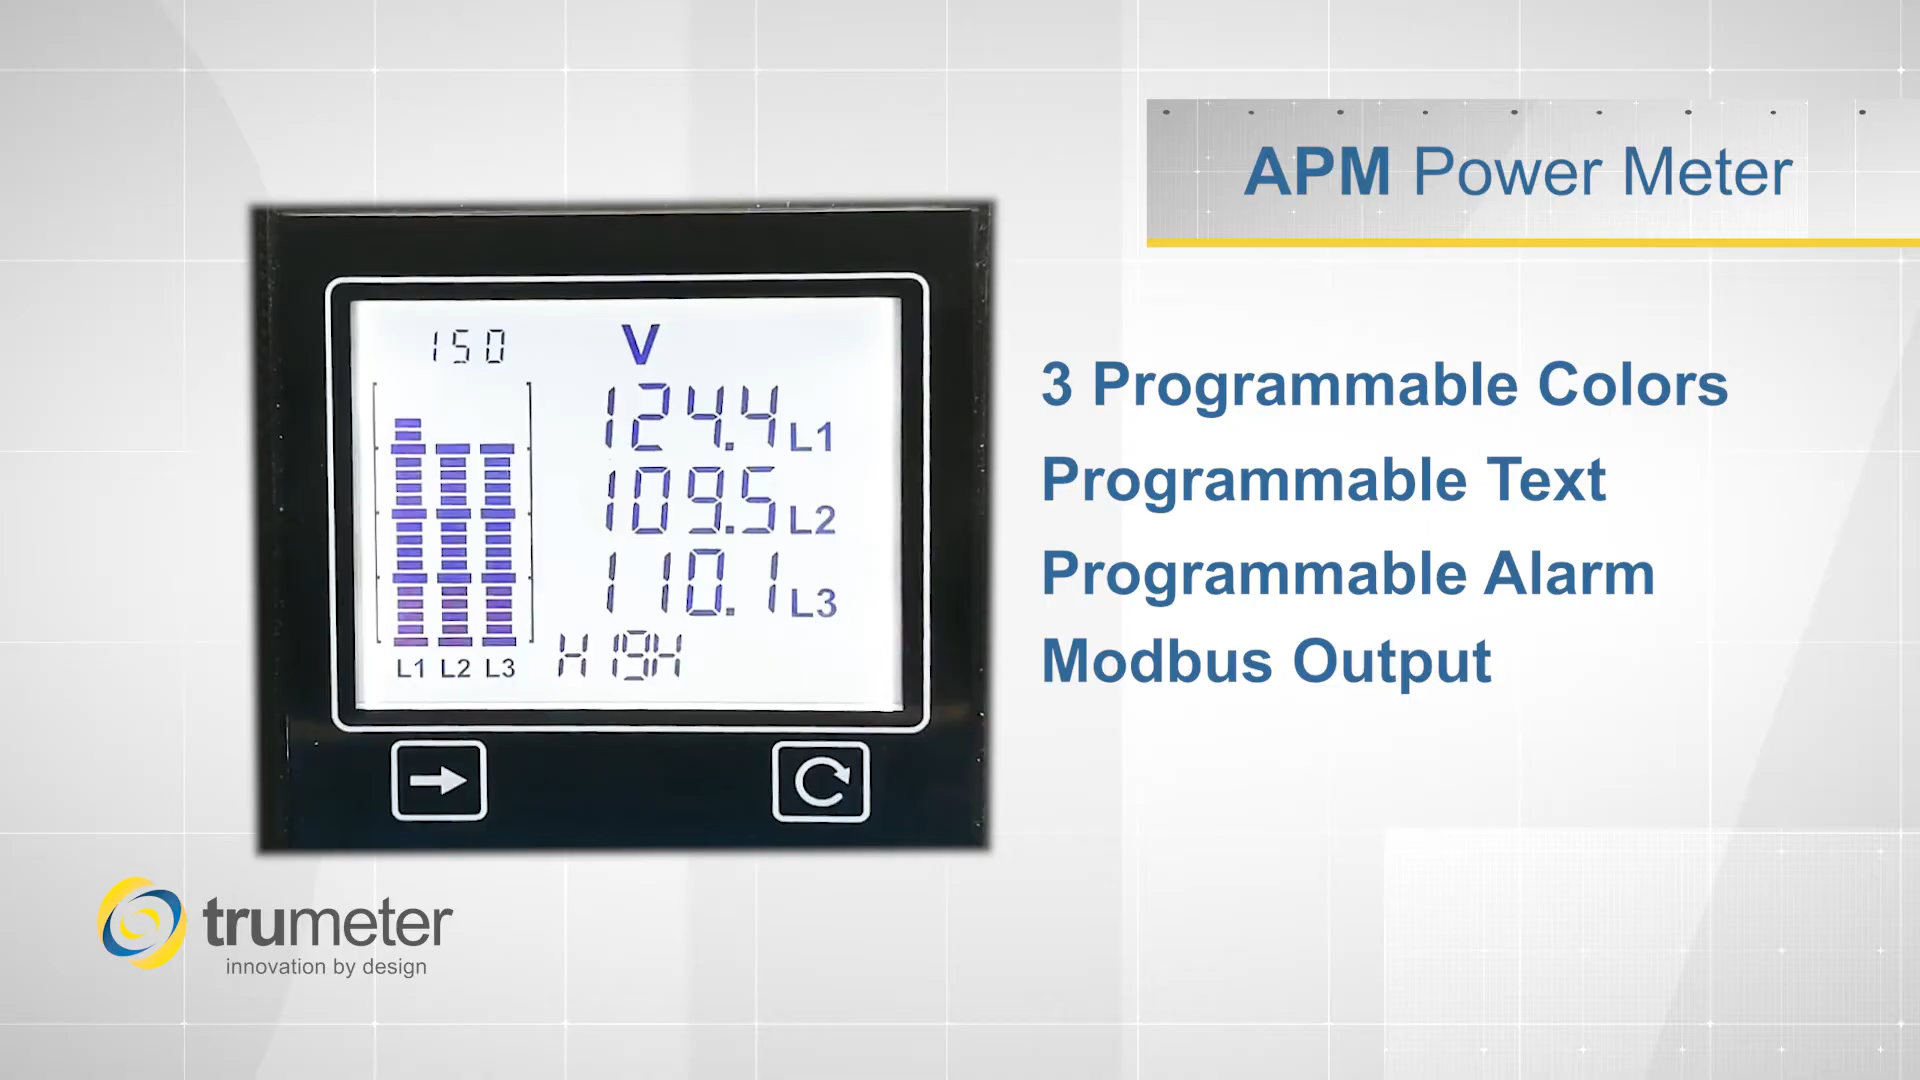 APM Power Meter
150
V
124.4 L1
109.5 L2
110.1 L3
L1 L2 L3
HIGH
3 Programmable Colors
Programmable Text
Programmable Alarm
Modbus Output
trumeter
innovation by design